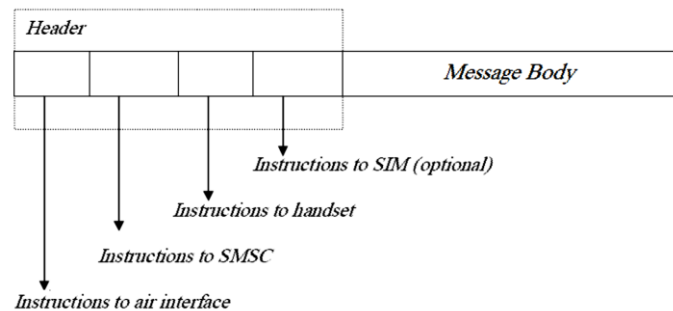 Header
Message Body
Instructions to SIM (optional)
Instructions to handset
Instructions to SMSC
Instructions to air interface